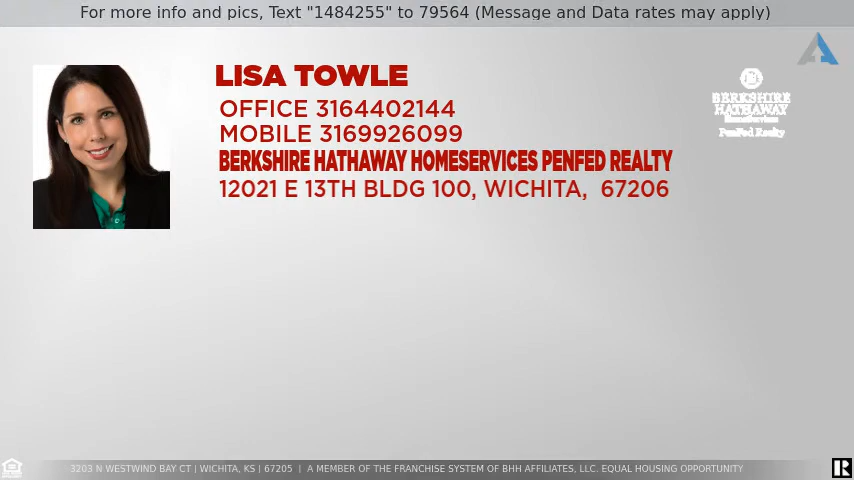 For more info and pics, Text "1484255" to 79564 (Message and Data rates may apply)
LISA TOWLE
OFFICE 3164402144
MOBILE 3169926099
BERKSHIRE HATHAWAY HOMESERVICES PENFED REALTY
12021 E 13TH BLDG 100, WICHITA,  67206
BERKSHIRE
HATHAWAY
HomeServices
PenFed Realty
3203 N WESTWIND BAY CT | WICHITA, KS | 67205 | A MEMBER OF THE FRANCHISE SYSTEM OF BHH AFFILIATES, LLC. EQUAL HOUSING OPPORTUNITY